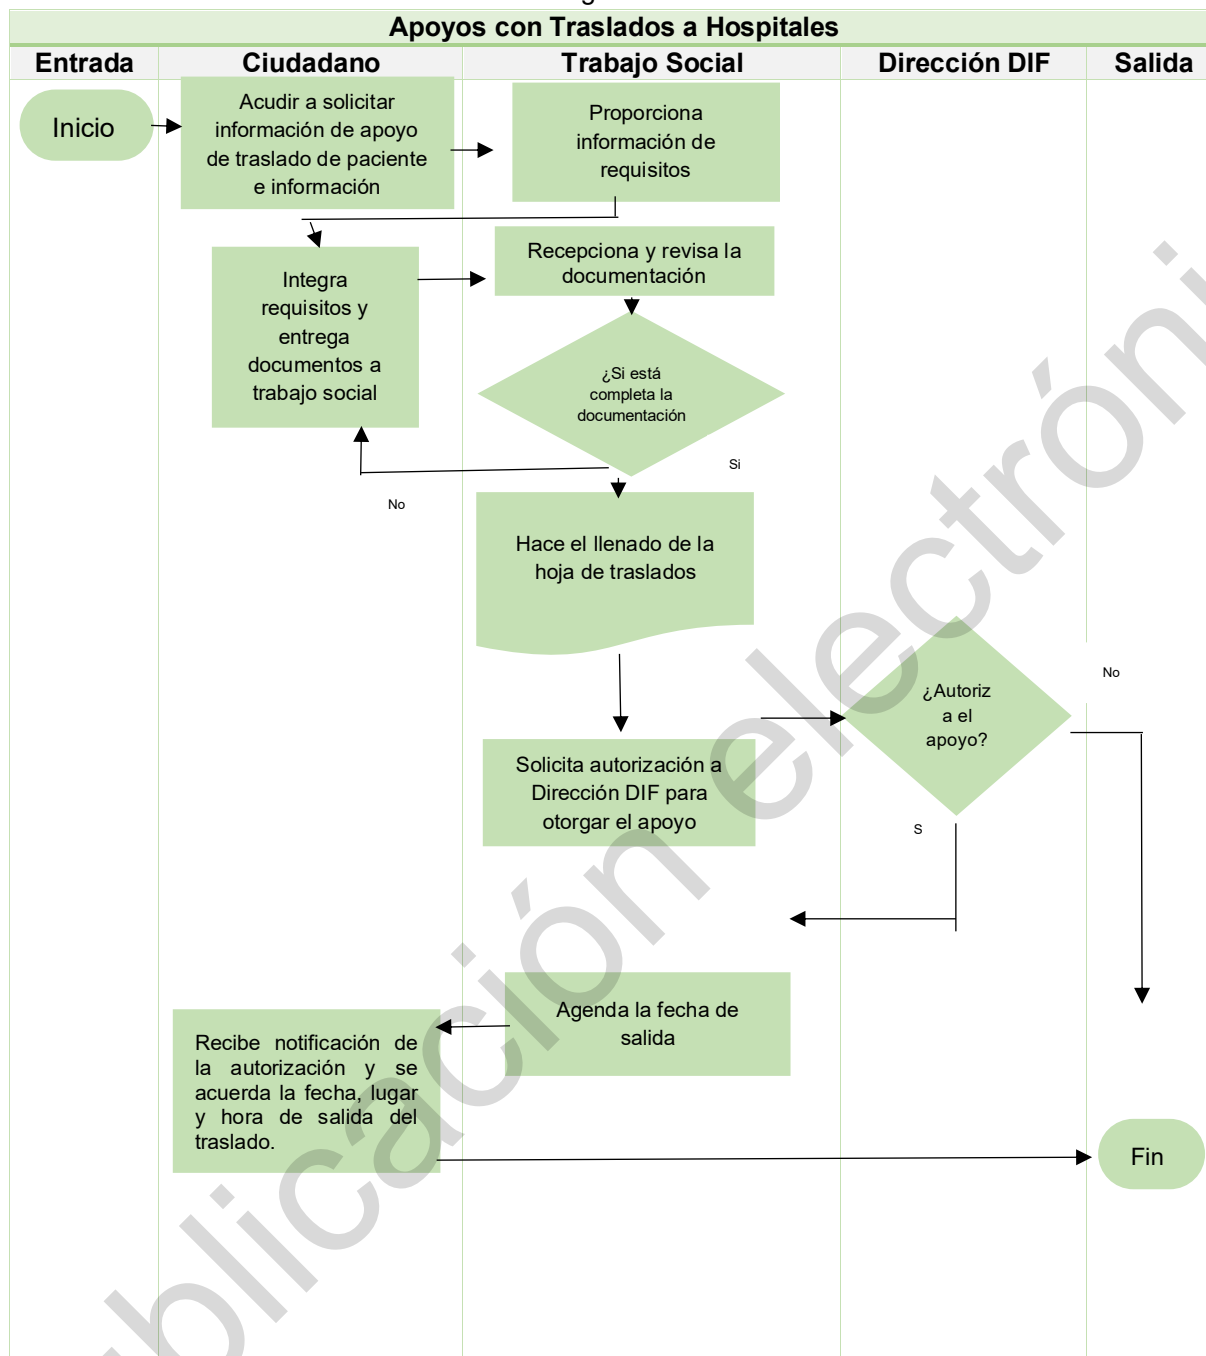 Apoyos con Traslados a Hospitales
Entrada
Ciudadano
Trabajo Social
Dirección DIF
Salida
Inicio
Acudir a solicitar
información de apoyo
de traslado de paciente
e información
Proporciona
información de
requisitos
Integra
requisitos y
entrega
documentos a
trabajo social
Recepciona y revisa la
documentación
¿Si está
completa la
documentación
Si
No
Hace el llenado de la
hoja de traslados
Solicita autorización a
Dirección DIF para
otorgar el apoyo
¿Autoriz
a el
apoyo?
No
S
Agenda la fecha de
salida
Recibe notificación de
la autorización y se
acuerda la fecha, lugar
y hora de salida del
traslado.
Fin
blicación electróni